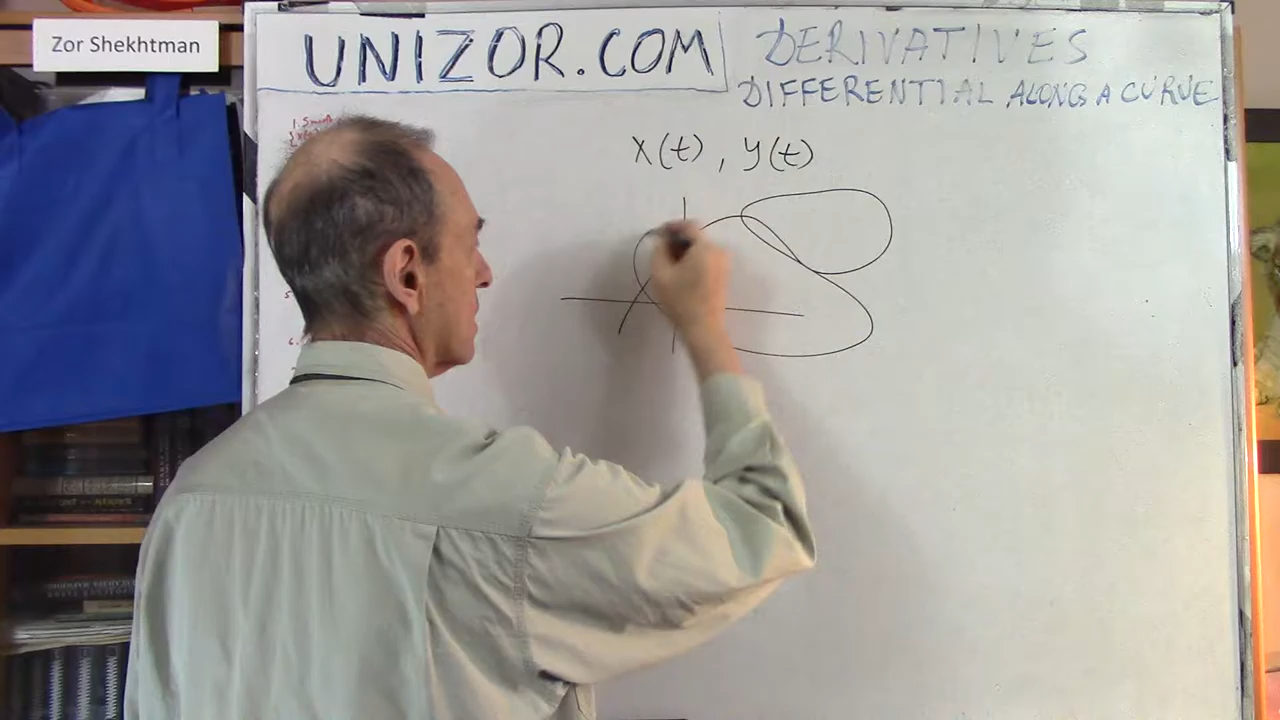 Zor Shekhtman
UNIZOR.COM
DERIVATIVES
DIFFERENTIAL ALONG A CURVE
x(t), y(t)